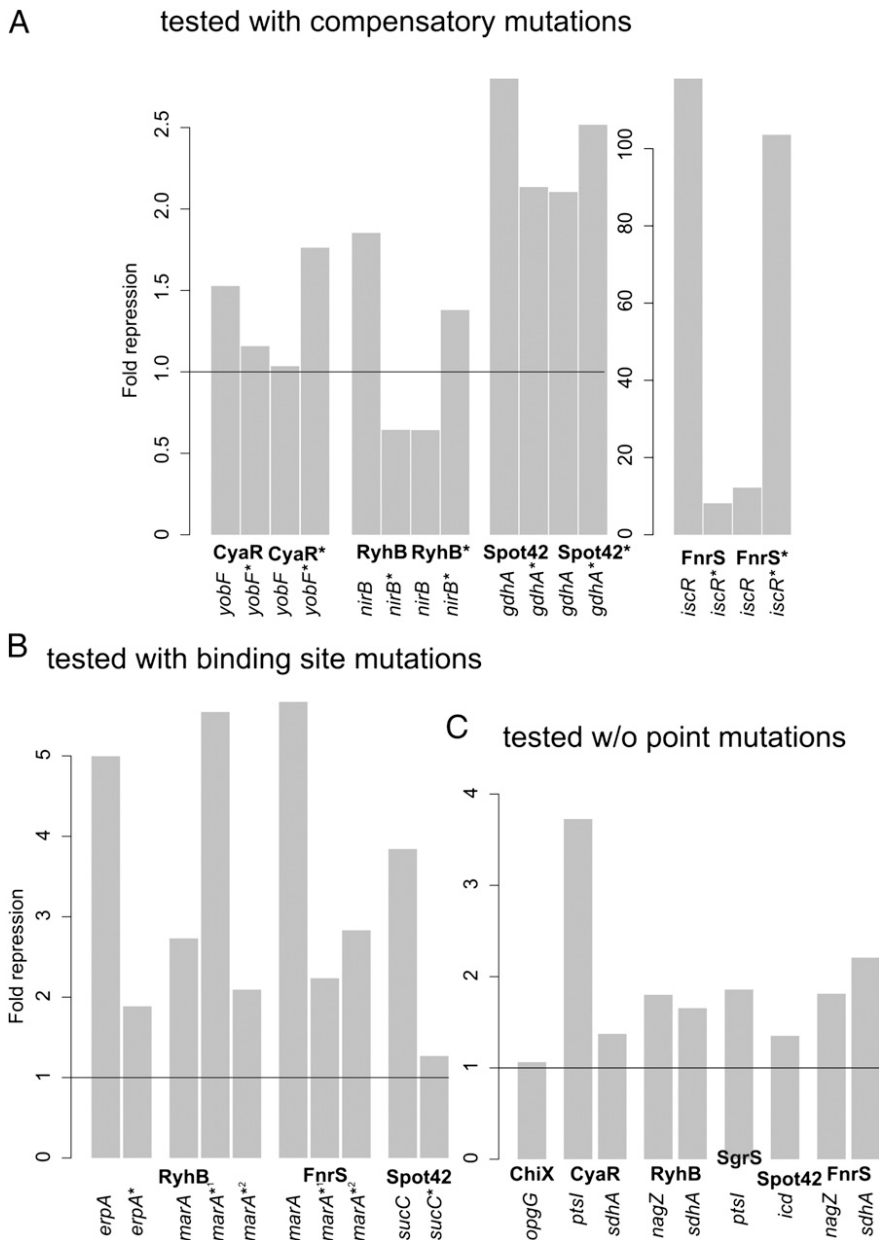 A
tested with compensatory mutations
Fold repression
0
0.5
1.0
1.5
2.0
2.5
0
20
40
60
80
100
CyaR CyaR* RyhB RyhB* Spot42 Spot42* FnrS FnrS*
yobF yobF* yobF yobF* nirB nirB* nirB nirB* gdhA gdhA* gdhA gdhA* iscR iscR* iscR iscR*
B
tested with binding site mutations
Fold repression
0
1
2
3
4
5
RyhB FnrS Spot42
erpA erpA* marA marA*1 marA*2 marA marA*1 marA*2 sucC sucC*
C
tested w/o point mutations
0
1
2
3
4
ChiX CyaR RyhB SgrS Spot42 FnrS
opgG ptsI sdhA nagZ sdhA ptsI icd nagZ sdhA